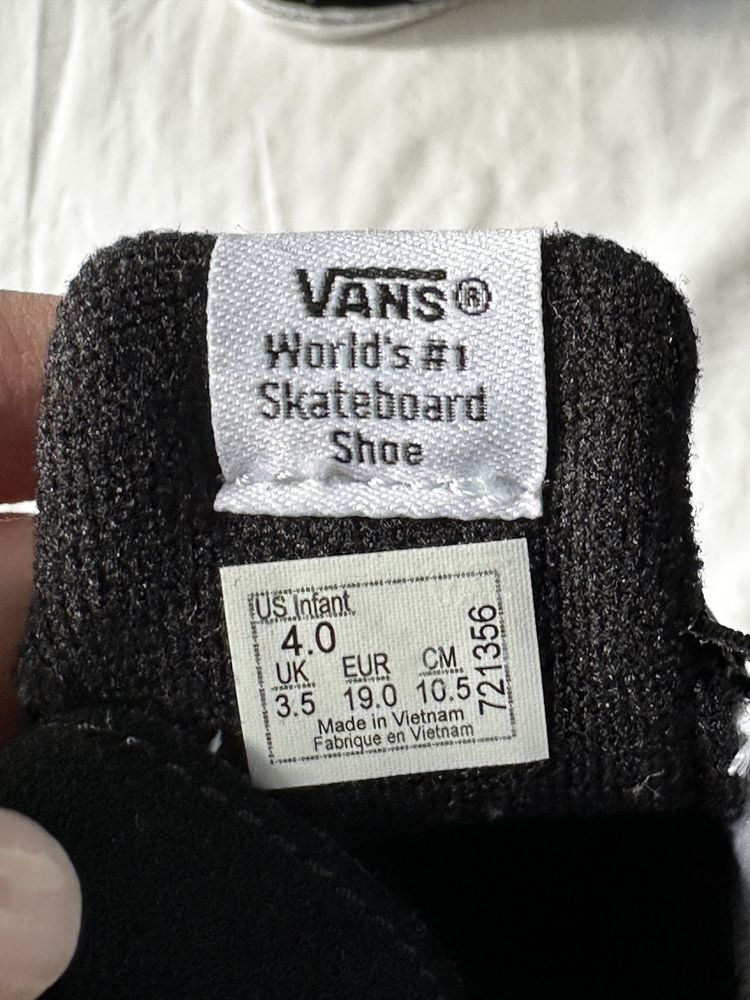 VANS®
World's #1
Skateboard
Shoe
US Infant
4.0
UK EUR CM
3.5 19.0 10.5
721356
Made in Vietnam
Fabrique en Vietnam